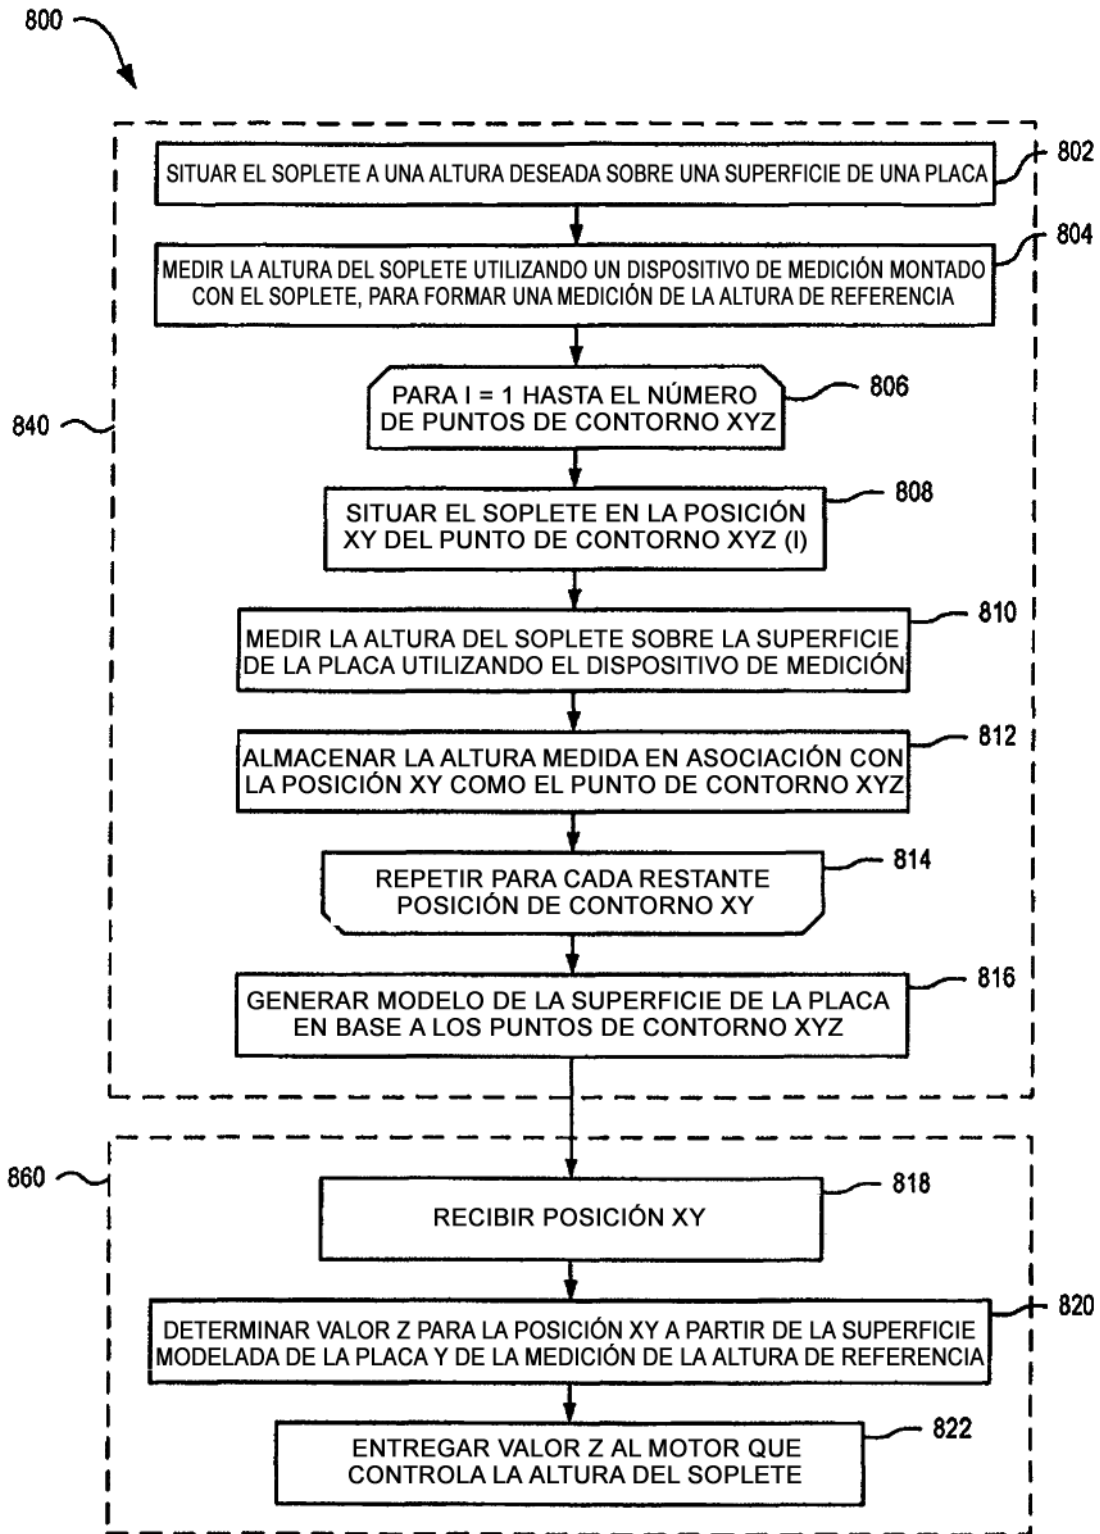 800
SITUAR EL SOPLETE A UNA ALTURA DESEADA SOBRE UNA SUPERFICIE DE UNA PLACA
802
MEDIR LA ALTURA DEL SOPLETE UTILIZANDO UN DISPOSITIVO DE MEDICIÓN MONTADO
CON EL SOPLETE, PARA FORMAR UNA MEDICIÓN DE LA ALTURA DE REFERENCIA
804
PARA I = 1 HASTA EL NÚMERO
DE PUNTOS DE CONTORNO XYZ
806
840
SITUAR EL SOPLETE EN LA POSICIÓN
XY DEL PUNTO DE CONTORNO XYZ (I)
808
MEDIR LA ALTURA DEL SOPLETE SOBRE LA SUPERFICIE
DE LA PLACA UTILIZANDO EL DISPOSITIVO DE MEDICIÓN
810
ALMACENAR LA ALTURA MEDIDA EN ASOCIACIÓN CON
LA POSICIÓN XY COMO EL PUNTO DE CONTORNO XYZ
812
REPETIR PARA CADA RESTANTE
POSICIÓN DE CONTORNO XY
814
GENERAR MODELO DE LA SUPERFICIE DE LA PLACA
EN BASE A LOS PUNTOS DE CONTORNO XYZ
816
860
RECIBIR POSICIÓN XY
818
DETERMINAR VALOR Z PARA LA POSICIÓN XY A PARTIR DE LA SUPERFICIE
MODELADA DE LA PLACA Y DE LA MEDICIÓN DE LA ALTURA DE REFERENCIA
820
ENTREGAR VALOR Z AL MOTOR QUE
CONTROLA LA ALTURA DEL SOPLETE
822